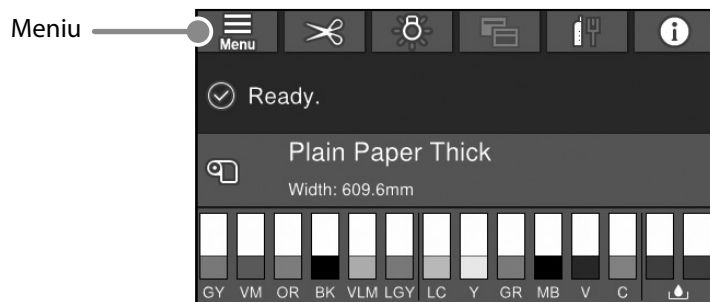 Meniu
Menu
Ready.
Plain Paper Thick
Width: 609.6mm
GY VM OR BK VLM LGY LC Y GR MB V C